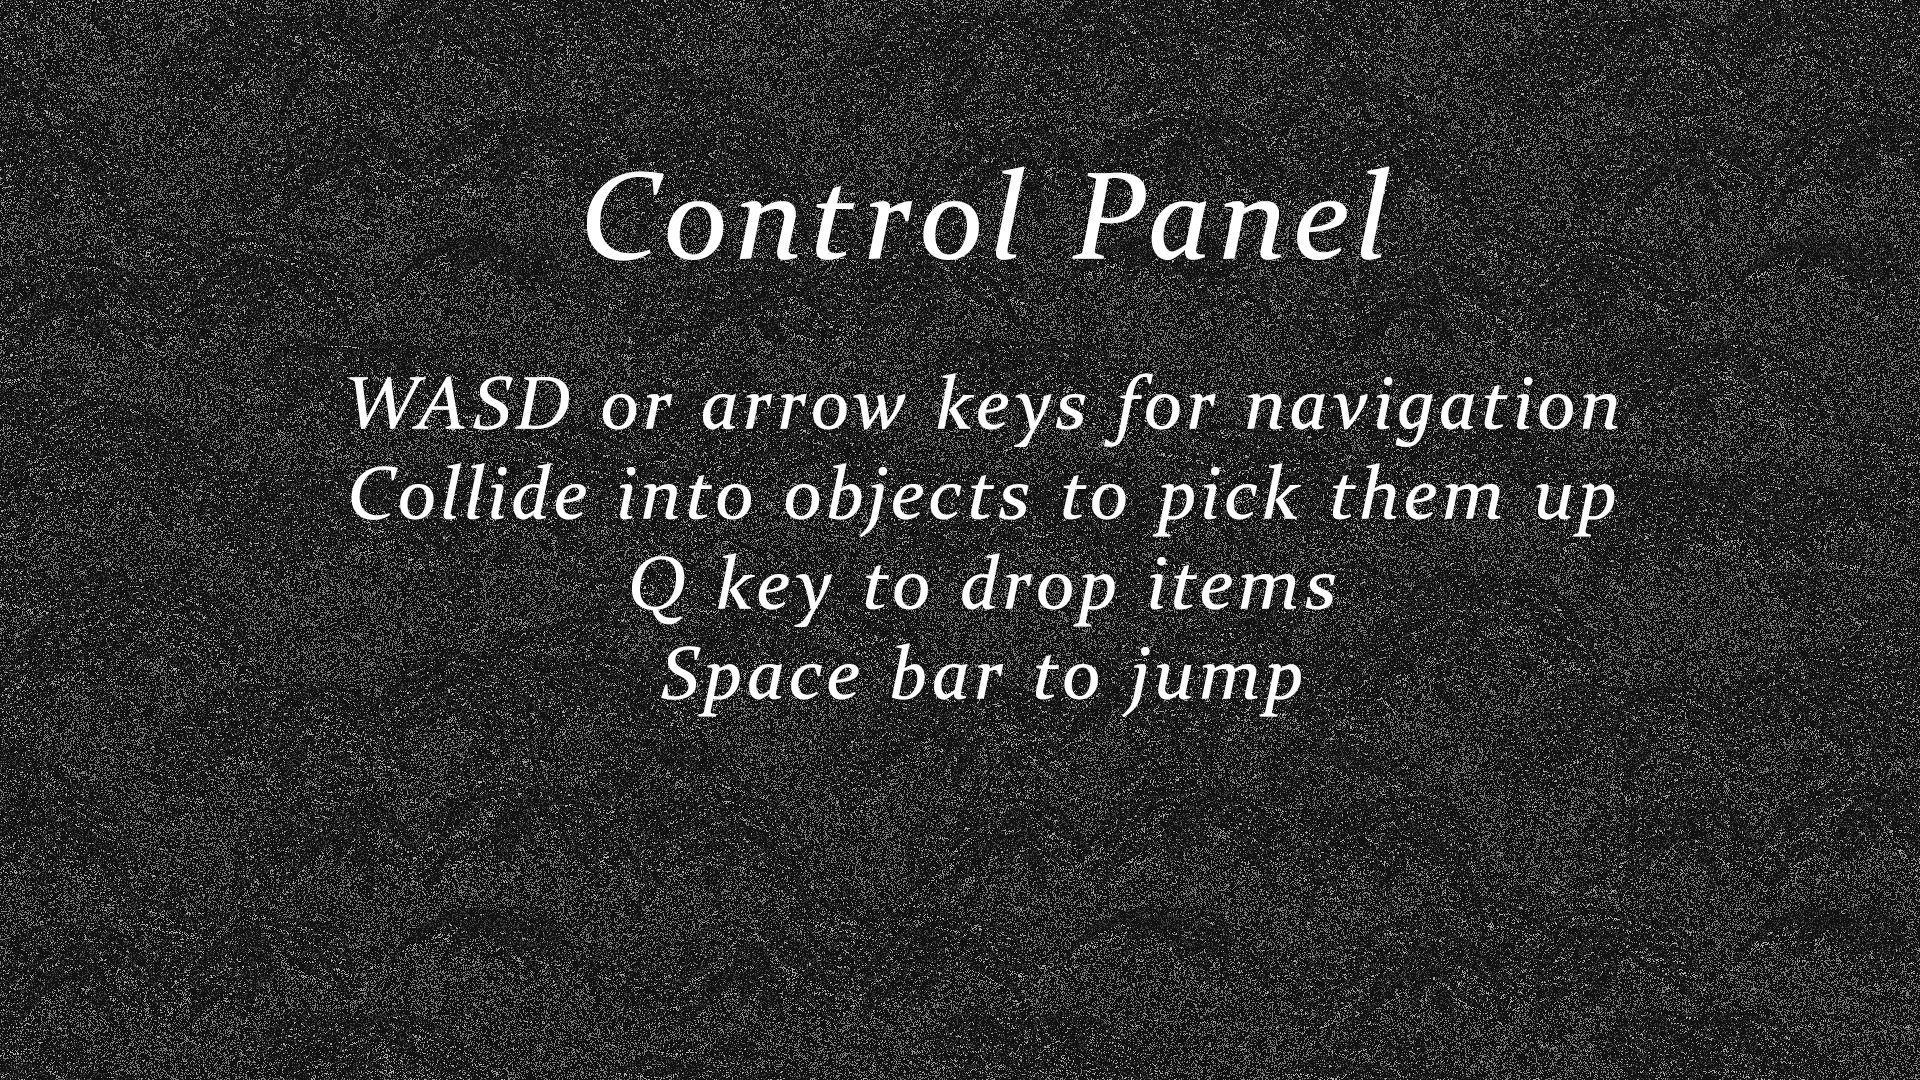 Control Panel
WASD or arrow keys for navigation
Collide into objects to pick them up
Q key to drop items
Space bar to jump